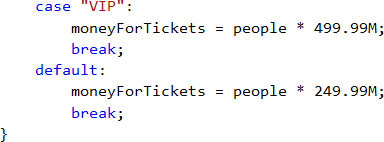 case "VIP":
moneyForTickets = people * 499.99M;
break;
default:
moneyForTickets = people * 249.99M;
break;
}